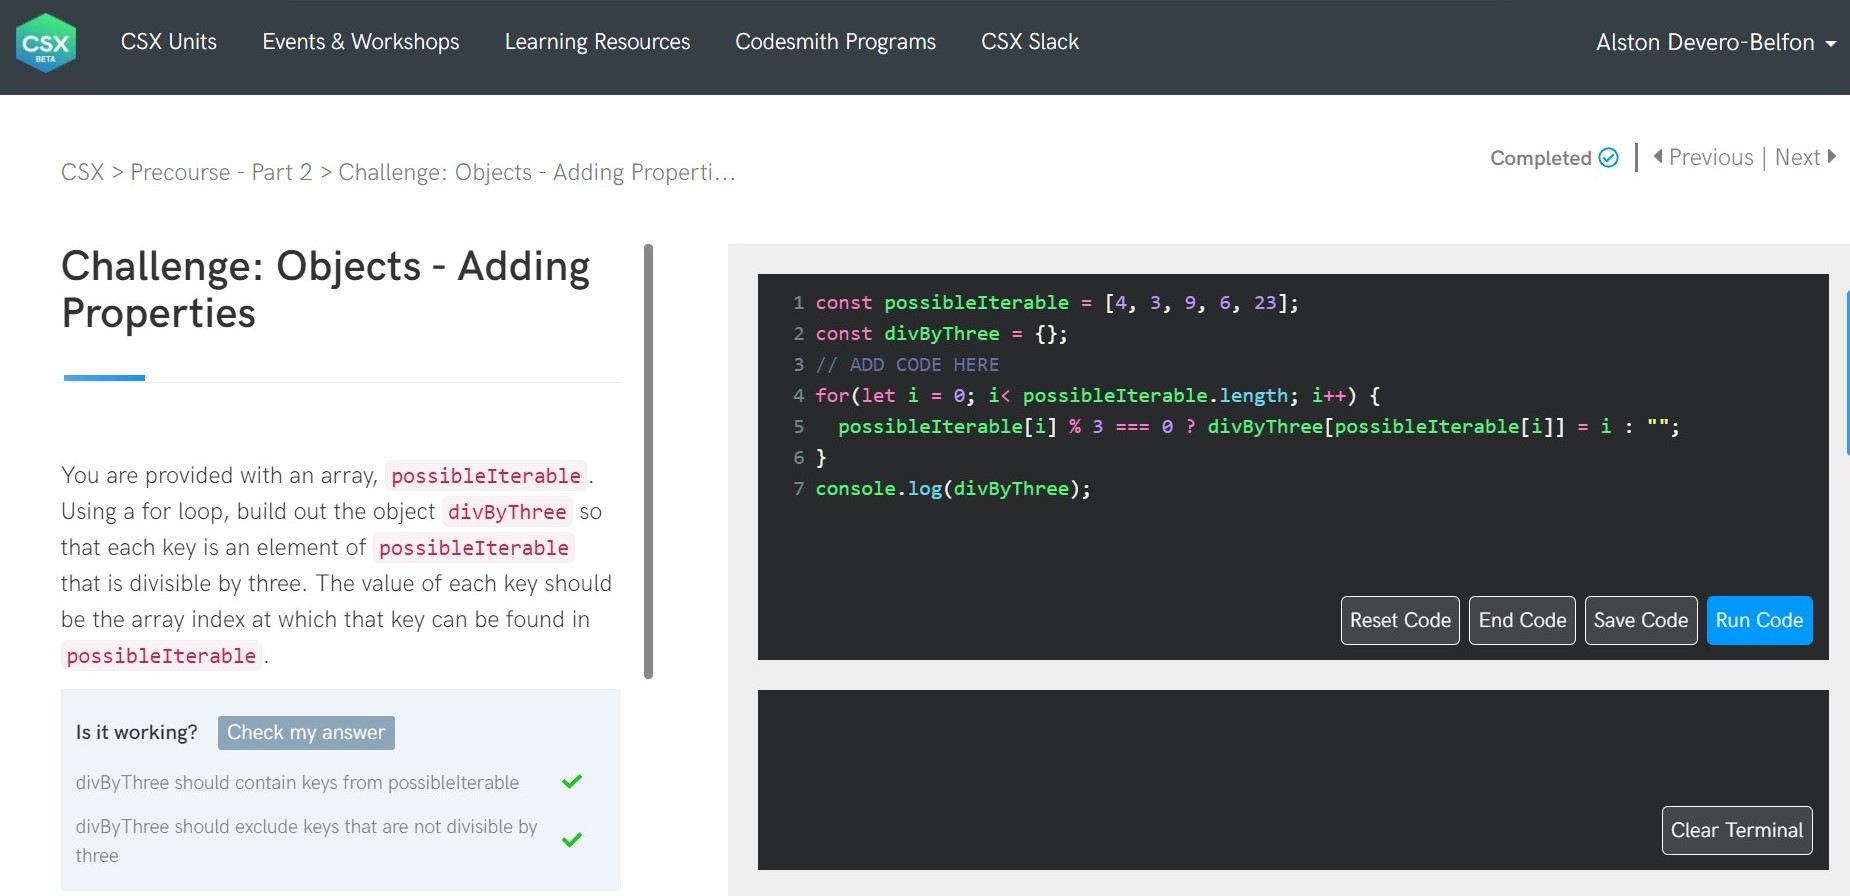 CSX
BETA
CSX Units
Events & Workshops
Learning Resources
Codesmith Programs
CSX Slack
Alston Devero-Belfon
CSX > Precourse - Part 2 > Challenge: Objects - Adding Properti...
Completed
Previous | Next
Challenge: Objects - Adding
Properties
You are provided with an array, possibleIterable.
Using a for loop, build out the object divByThree so
that each key is an element of possibleIterable
that is divisible by three. The value of each key should
be the array index at which that key can be found in
possibleIterable.
Is it working?
Check my answer
divByThree should contain keys from possibleIterable
divByThree should exclude keys that are not divisible by
three
1 const possibleIterable = [4, 3, 9, 6, 23];
2 const divByThree = {};
3 // ADD CODE HERE
4 for(let i = 0; i< possibleIterable.length; i++) {
5   possibleIterable[i] % 3 === 0 ? divByThree[possibleIterable[i]] = i : "";
6 }
7 console.log(divByThree);
Reset Code
End Code
Save Code
Run Code
Clear Terminal